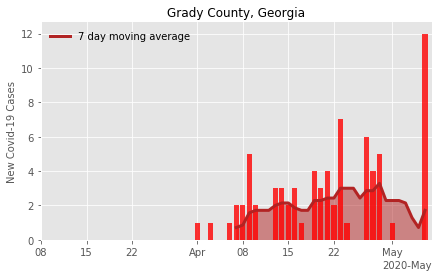 Grady County, Georgia
7 day moving average
New Covid-19 Cases
12
10
8
6
4
2
0
08 15 22 Apr 08 15 22 May
2020-May